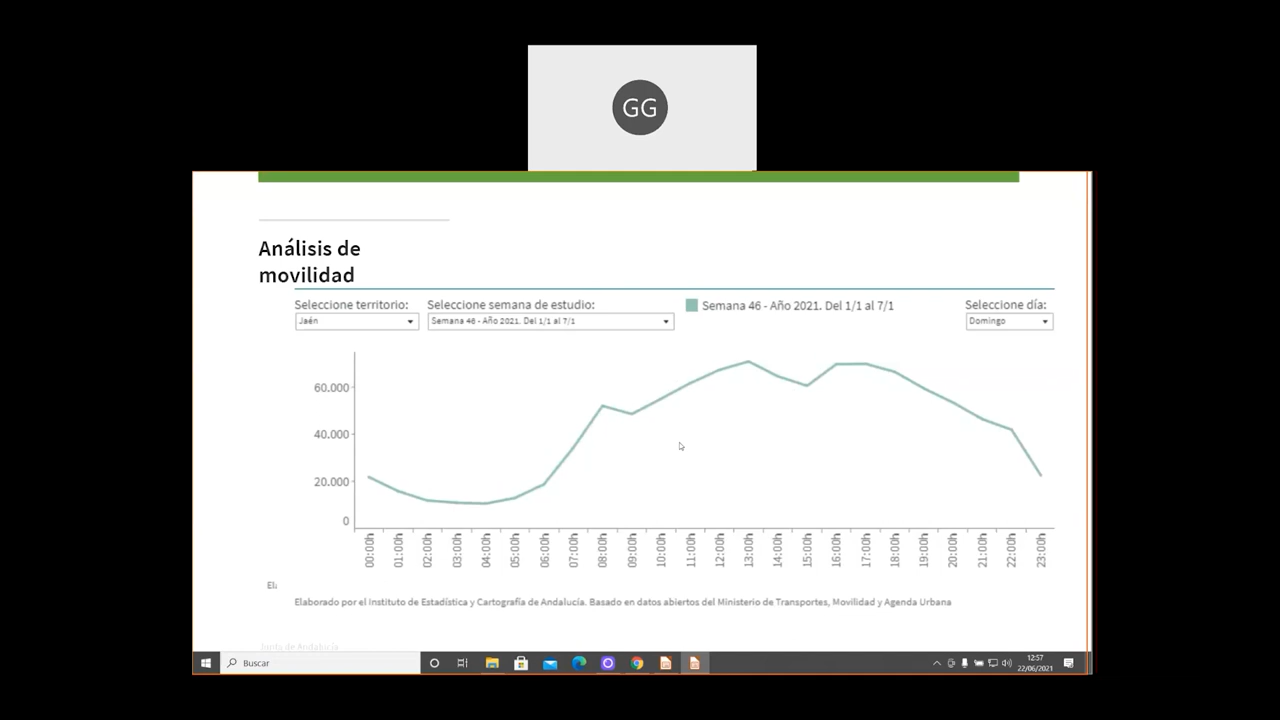 GG
Análisis de
movilidad
Seleccione territorio: Seleccione semana de estudio: Semana 46 - Año 2021. Del 1/1 al 7/1 Seleccione día:
Jaén Semana 46 - Año 2021. Del 1/1 al 7/1 Domingo
60.000
40.000
20.000
0
00:00h 01:00h 02:00h 03:00h 04:00h 05:00h 06:00h 07:00h 08:00h 09:00h 10:00h 11:00h 12:00h 13:00h 14:00h 15:00h 16:00h 17:00h 18:00h 19:00h 20:00h 21:00h 22:00h 23:00h
Elaborado por el Instituto de Estadística y Cartografía de Andalucía. Basado en datos abiertos del Ministerio de Transportes, Movilidad y Agenda Urbana
Junta de Andalucía
Buscar
12:57
22/06/2021